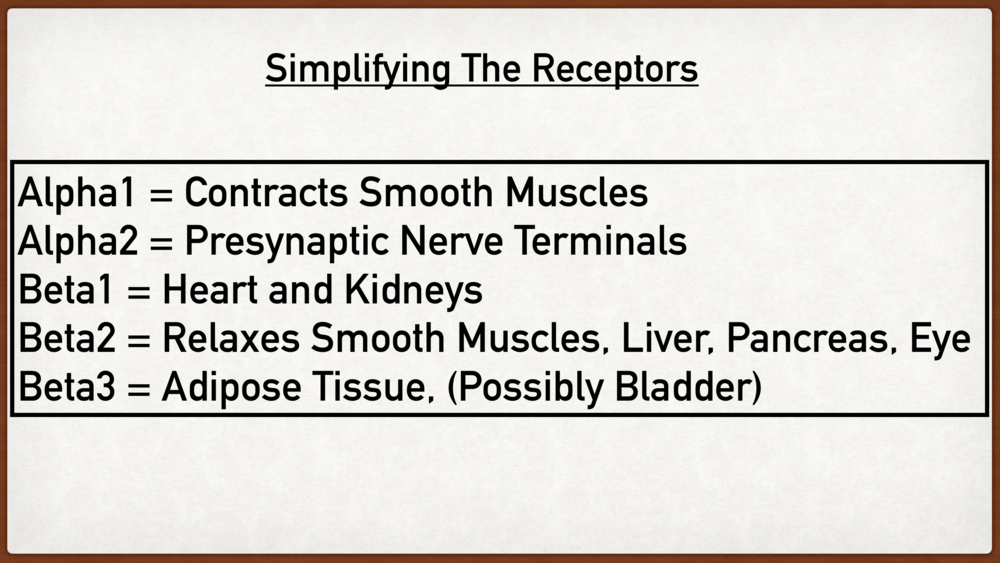 Simplifying The Receptors
Alpha1 = Contracts Smooth Muscles
Alpha2 = Presynaptic Nerve Terminals
Beta1 = Heart and Kidneys
Beta2 = Relaxes Smooth Muscles, Liver, Pancreas, Eye
Beta3 = Adipose Tissue, (Possibly Bladder)